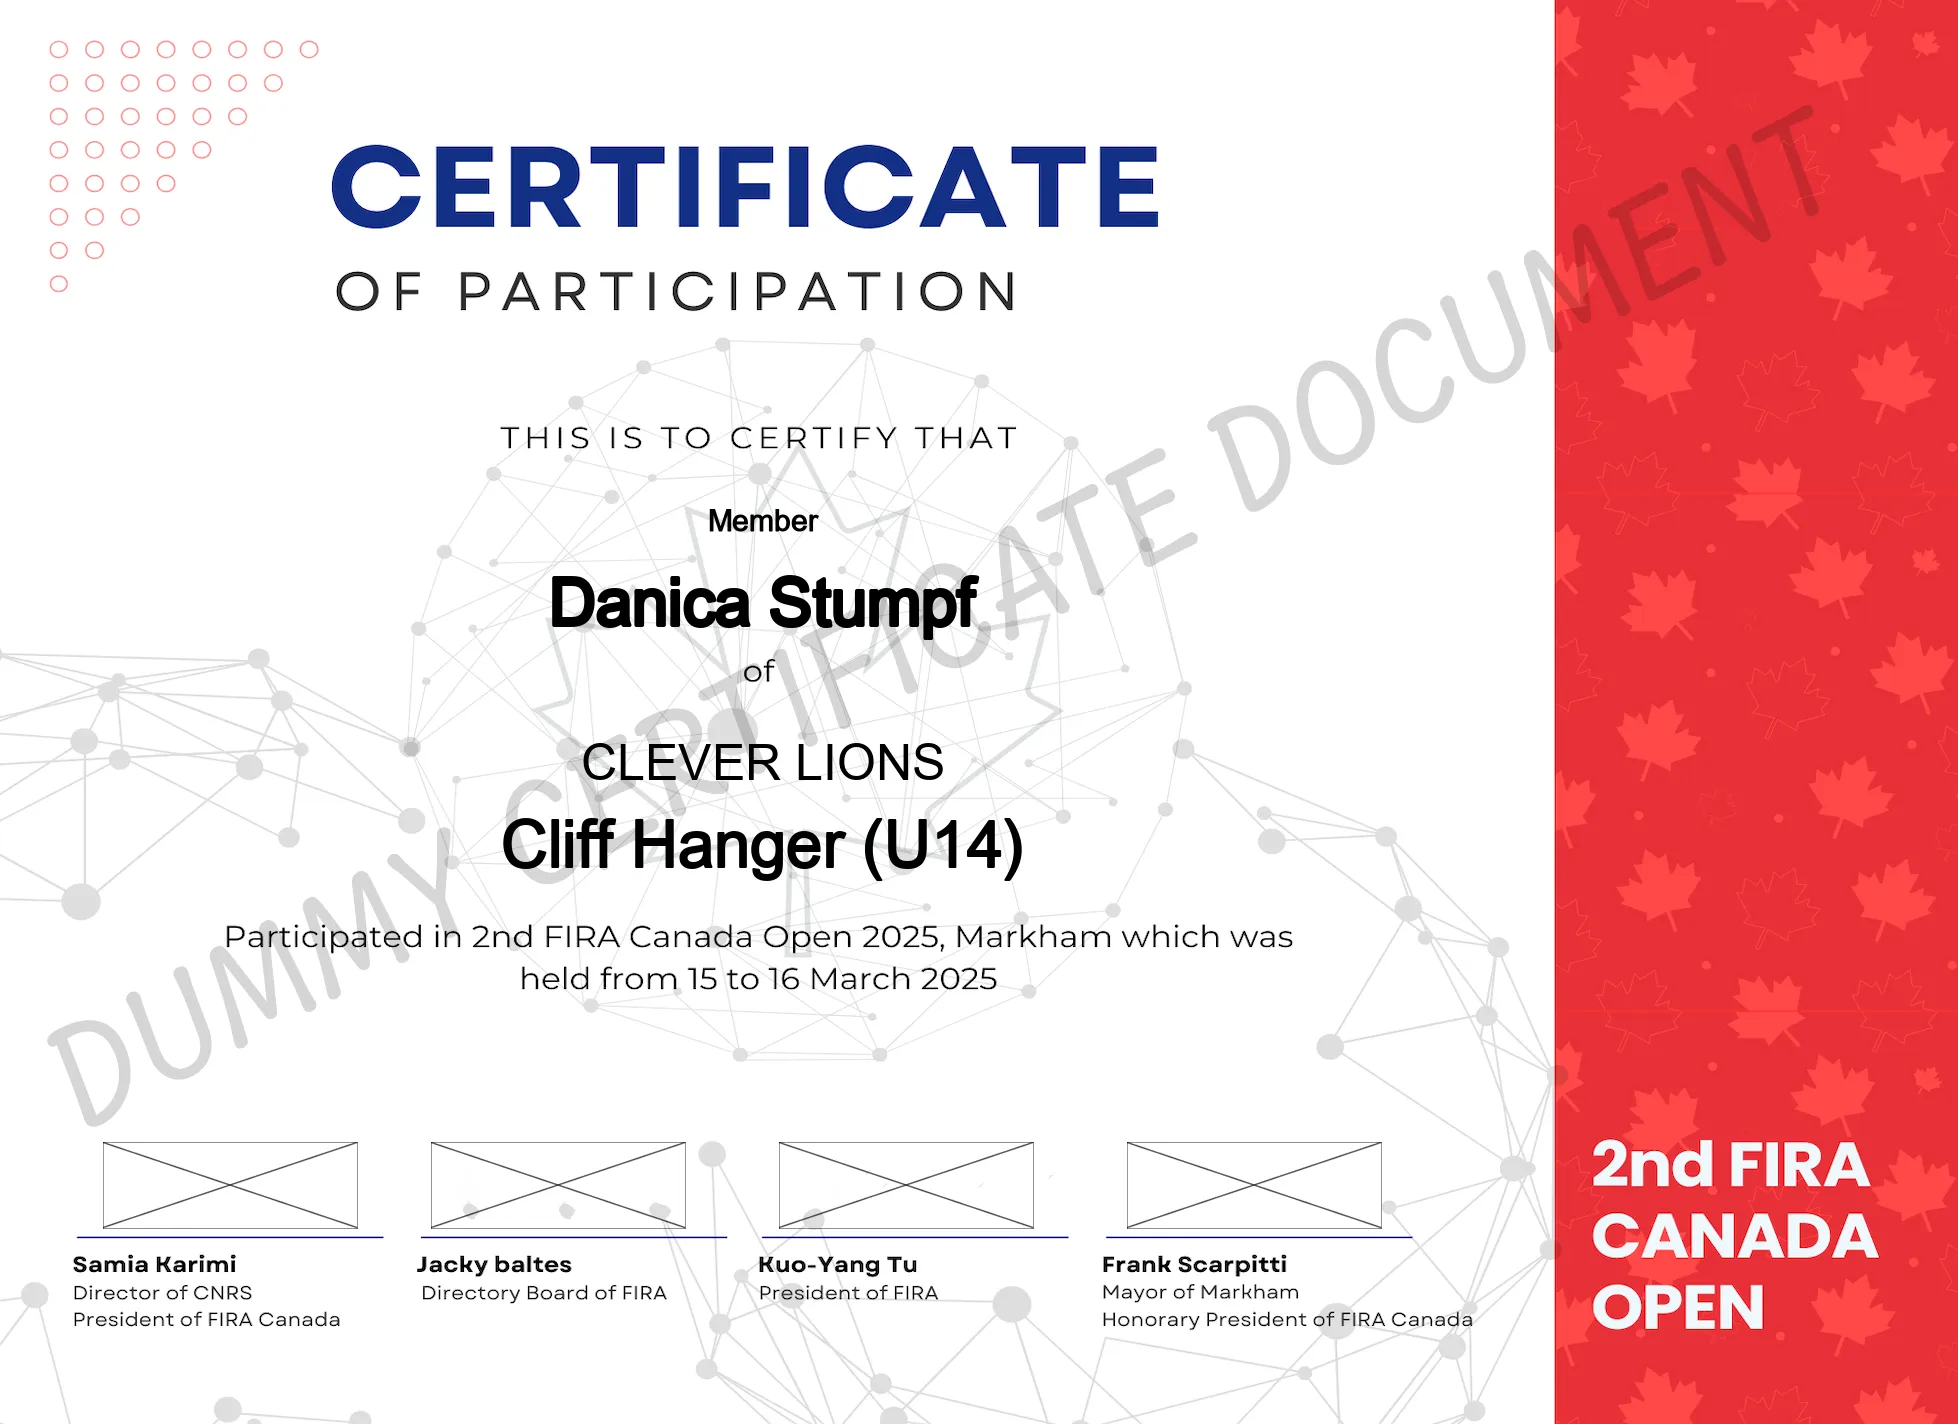 CERTIFICATE
OF PARTICIPATION
THIS IS TO CERTIFY THAT
Member
Danica Stumpf
of
CLEVER LIONS
Cliff Hanger (U14)
Participated in 2nd FIRA Canada Open 2025, Markham which was
held from 15 to 16 March 2025
DUMMY CERTIFICATE DOCUMENT
Samia Karimi
Director of CNRS
President of FIRA Canada
Jacky baltes
Directory Board of FIRA
Kuo-Yang Tu
President of FIRA
Frank Scarpitti
Mayor of Markham
Honorary President of FIRA Canada
2nd FIRA
CANADA
OPEN